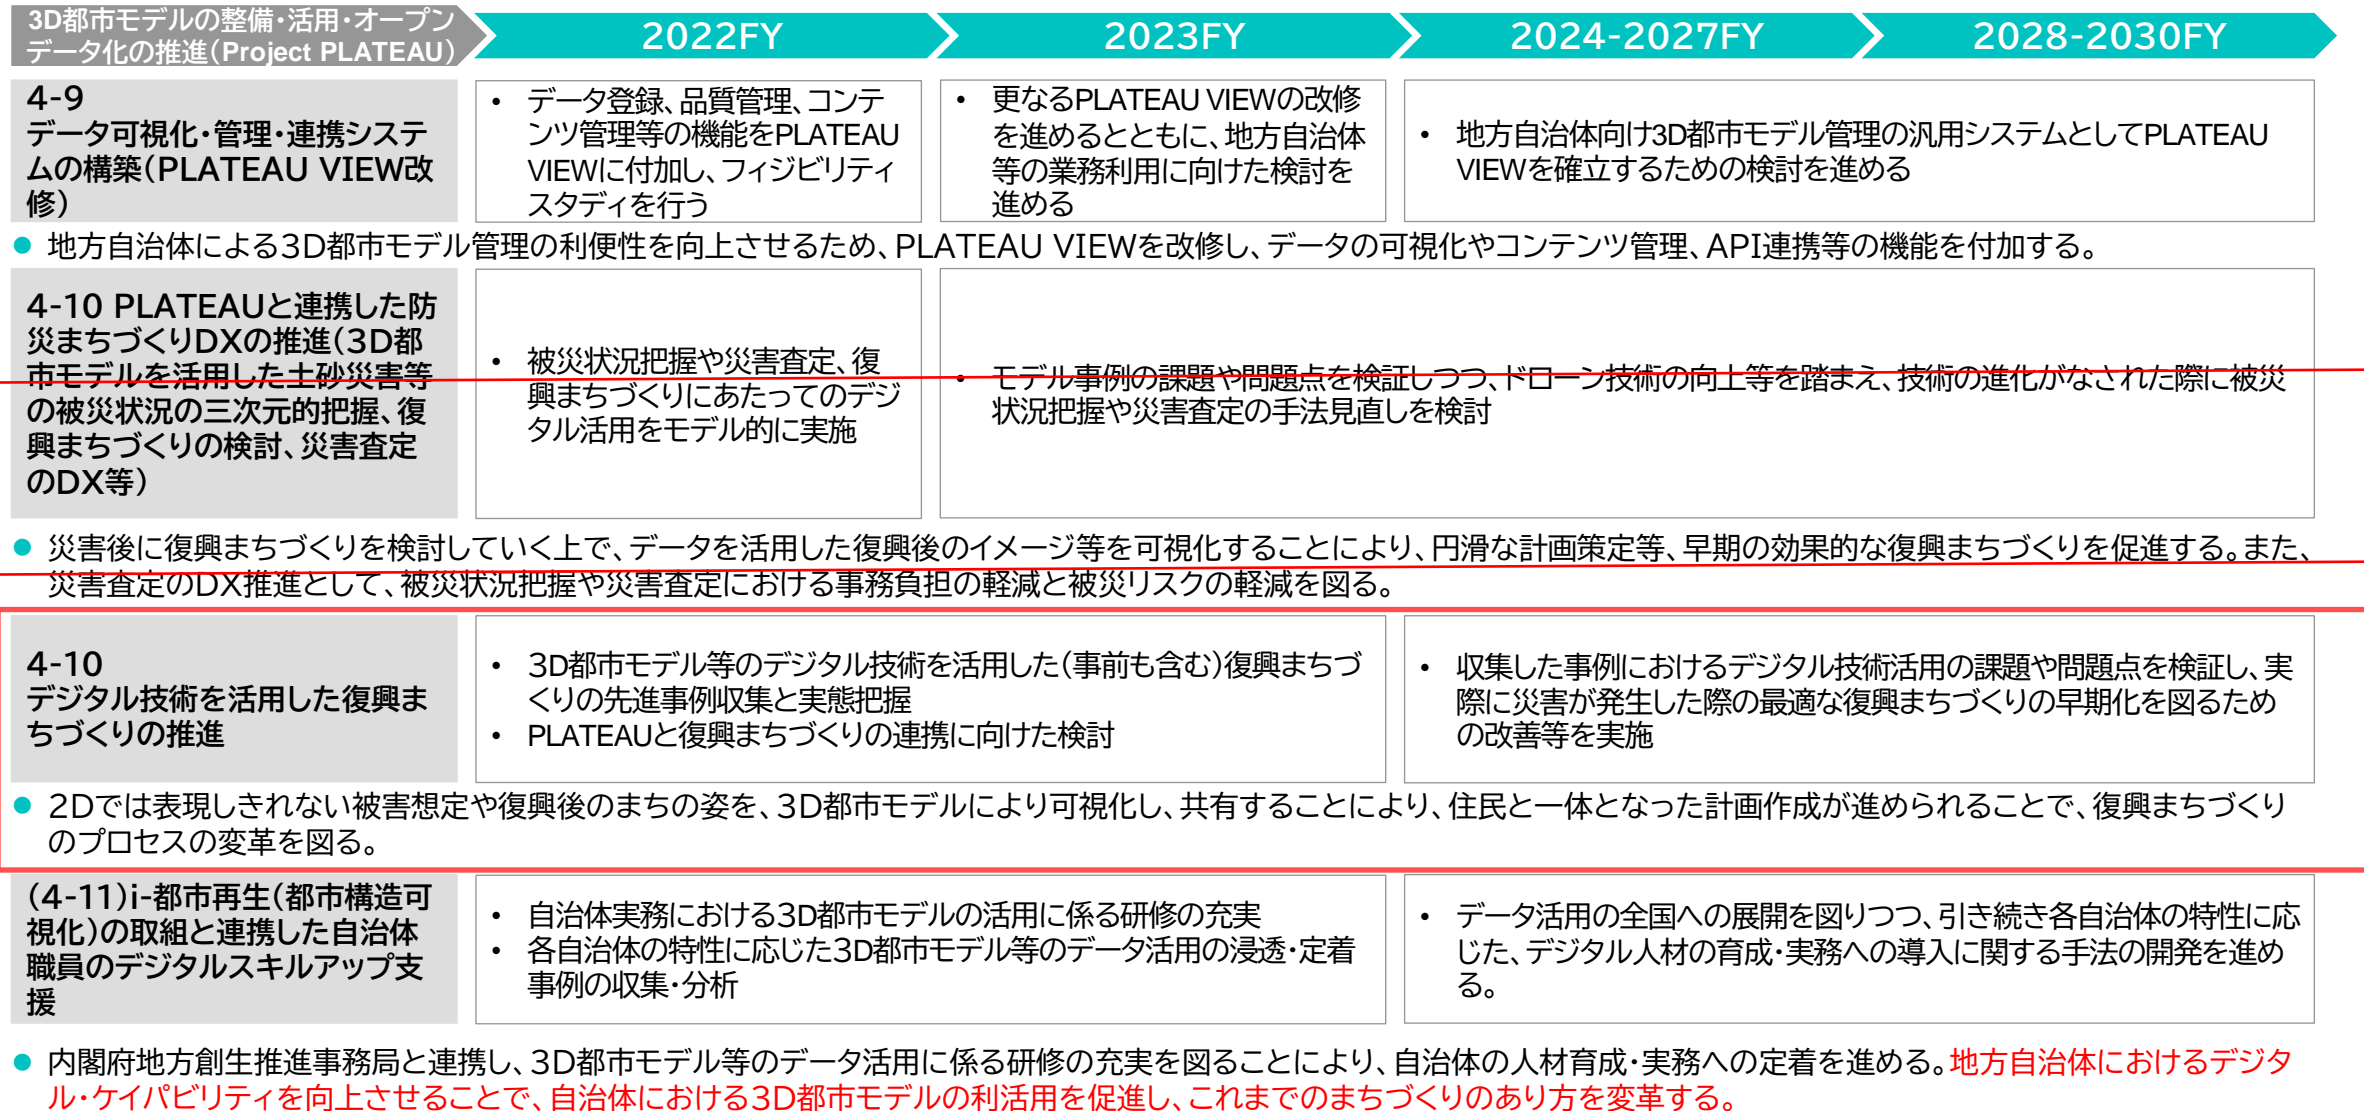 3D都市モデルの整備・活用・オープン
データ化の推進（Project PLATEAU）
2022FY
2023FY
2024-2027FY
2028-2030FY
4-9
データ可視化・管理・連携システ
ムの構築（PLATEAU VIEW改
修）
• データ登録、品質管理、コンテ
ンツ管理等の機能をPLATEAU
VIEWに付加し、フィジビリティ
スタディを行う
• 更なるPLATEAU VIEWの改修
を進めるとともに、地方自治体
等の業務利用に向けた検討を
進める
• 地方自治体向け3D都市モデル管理の汎用システムとしてPLATEAU
VIEWを確立するための検討を進める
● 地方自治体による3D都市モデル管理の利便性を向上させるため、PLATEAU VIEWを改修し、データの可視化やコンテンツ管理、API連携等の機能を付加する。
4-10 PLATEAUと連携した防
災まちづくりDXの推進（3D都
市モデルを活用した土砂災害等
の被災状況の三次元的把握、復
興まちづくりの検討、災害査定
のDX等）
• 被災状況把握や災害査定、復
興まちづくりにあたってのデジ
タル活用をモデル的に実施
• モデル事例の課題や問題点を検証しつつ、ドローン技術の向上等を踏まえ、技術の進化がなされた際に被災
状況把握や災害査定の手法見直しを検討
● 災害後に復興まちづくりを検討していく上で、データを活用した復興後のイメージ等を可視化することにより、円滑な計画策定等、早期の効果的な復興まちづくりを促進する。また、
災害査定のDX推進として、被災状況把握や災害査定における事務負担の軽減と被災リスクの軽減を図る。
4-10
デジタル技術を活用した復興ま
ちづくりの推進
• 3D都市モデル等のデジタル技術を活用した（事前も含む）復興まちづ
くりの先進事例収集と実態把握
• PLATEAUと復興まちづくりの連携に向けた検討
• 収集した事例におけるデジタル技術活用の課題や問題点を検証し、実
際に災害が発生した際の最適な復興まちづくりの早期化を図るため
の改善等を実施
● 2Dでは表現しきれない被害想定や復興後のまちの姿を、3D都市モデルにより可視化し、共有することにより、住民と一体となった計画作成が進められることで、復興まちづくり
のプロセスの変革を図る。
（4-11）i-都市再生（都市構造可
視化）の取組と連携した自治体
職員のデジタルスキルアップ支
援
• 自治体実務における3D都市モデルの活用に係る研修の充実
• 各自治体の特性に応じた3D都市モデル等のデータ活用の浸透・定着
事例の収集・分析
• データ活用の全国への展開を図りつつ、引き続き各自治体の特性に応
じた、デジタル人材の育成・実務への導入に関する手法の開発を進め
る。
● 内閣府地方創生推進事務局と連携し、3D都市モデル等のデータ活用に係る研修の充実を図ることにより、自治体の人材育成・実務への定着を進める。地方自治体におけるデジタ
ル・ケイパビリティを向上させることで、自治体における3D都市モデルの利活用を促進し、これまでのまちづくりのあり方を変革する。